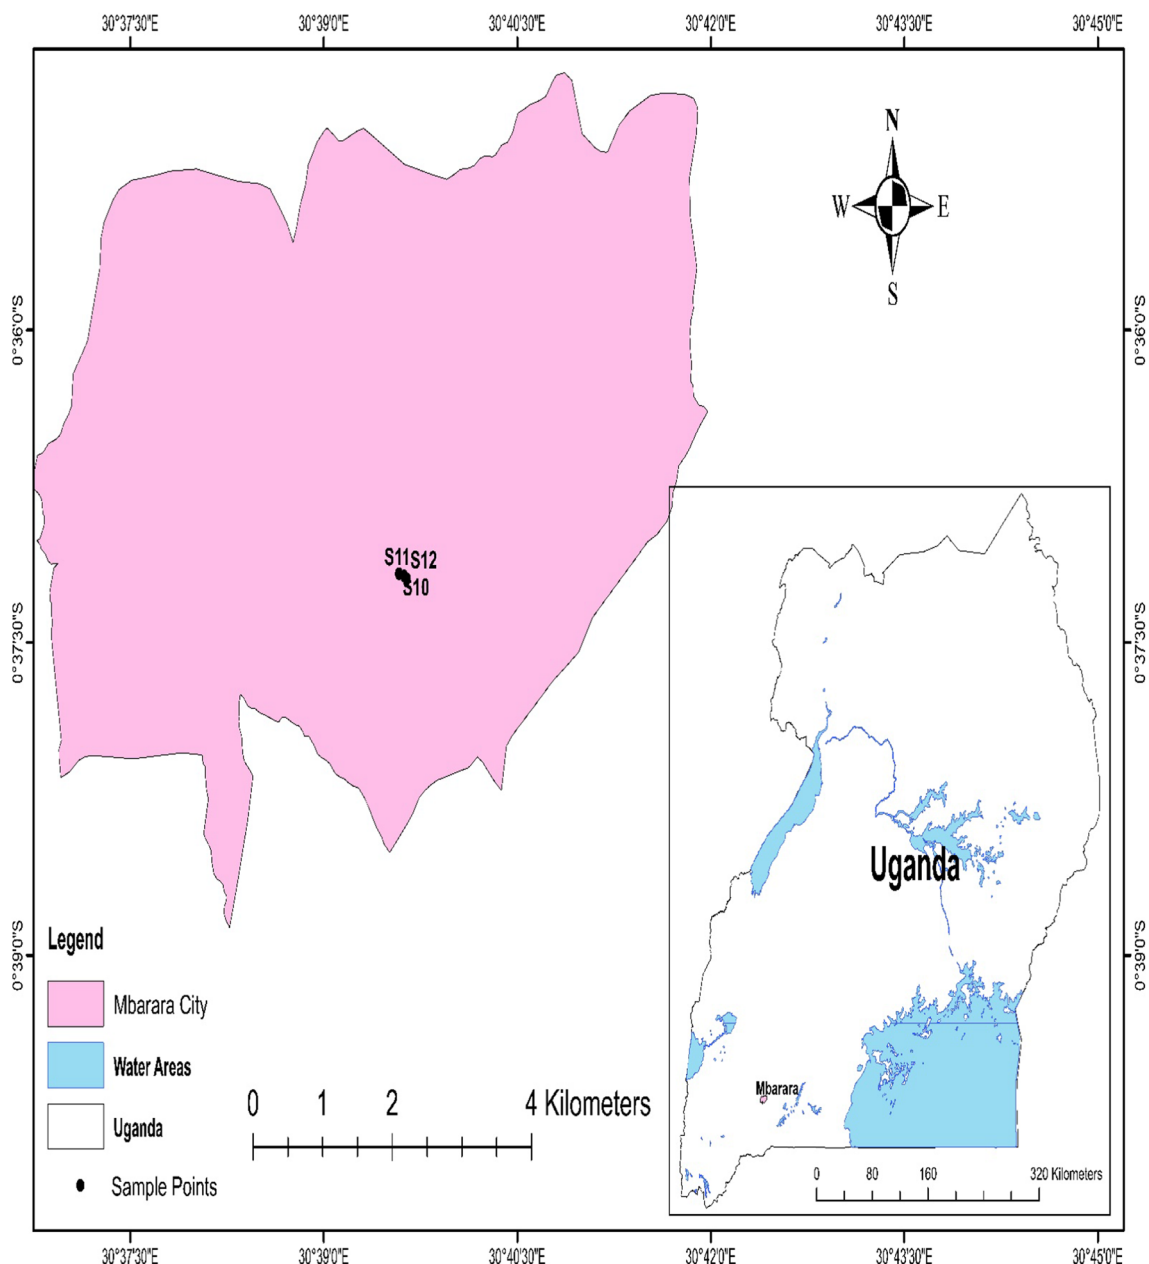 30°37'30"E 30°39'0"E 30°40'30"E 30°42'0"E 30°43'30"E 30°45'0"E
N
W E
S
0°36'0"S 0°36'0"S
S11 S12
S10
0°37'30"S 0°37'30"S
Uganda
Legend
0°39'0"S 0°39'0"S
Mbarara City
Water Areas
Mbarara
0 1 2 4 Kilometers
Uganda
0 80 160 320 Kilometers
Sample Points
30°37'30"E 30°39'0"E 30°40'30"E 30°42'0"E 30°43'30"E 30°45'0"E